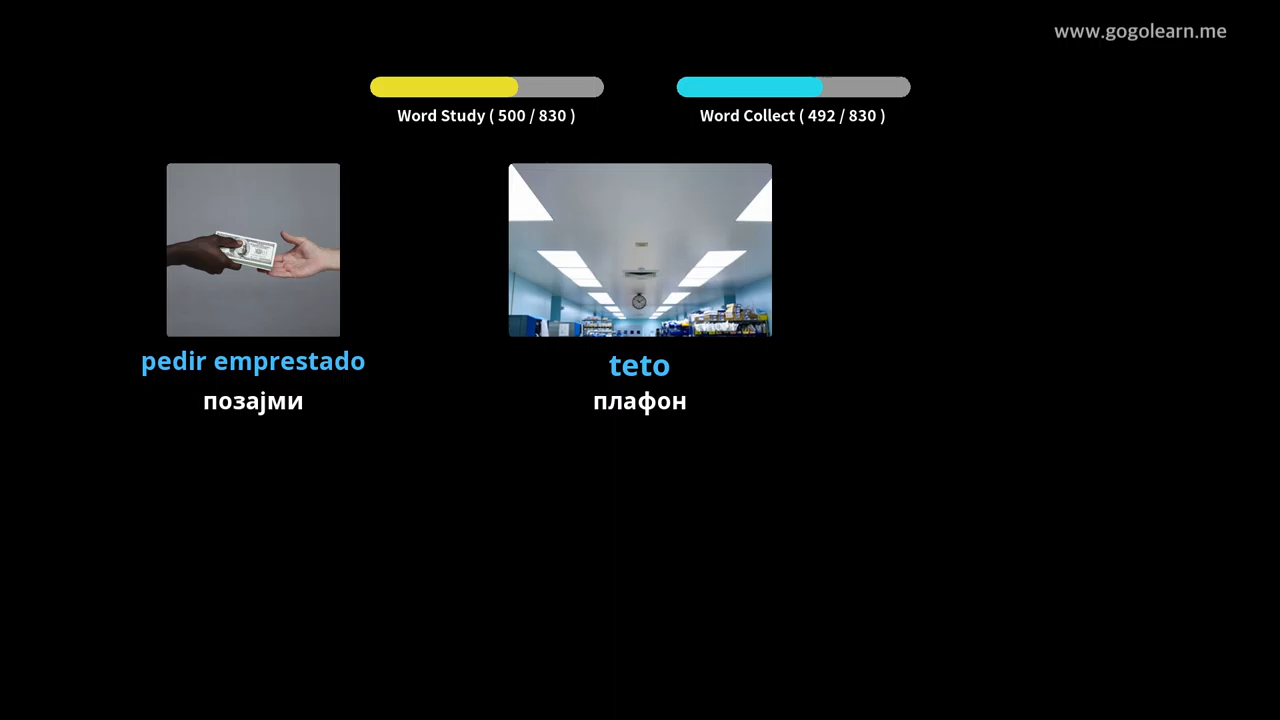 www.gogolearn.me
Word Study ( 500 / 830 )
Word Collect ( 492 / 830 )
pedir emprestado
позајми
teto
плафон